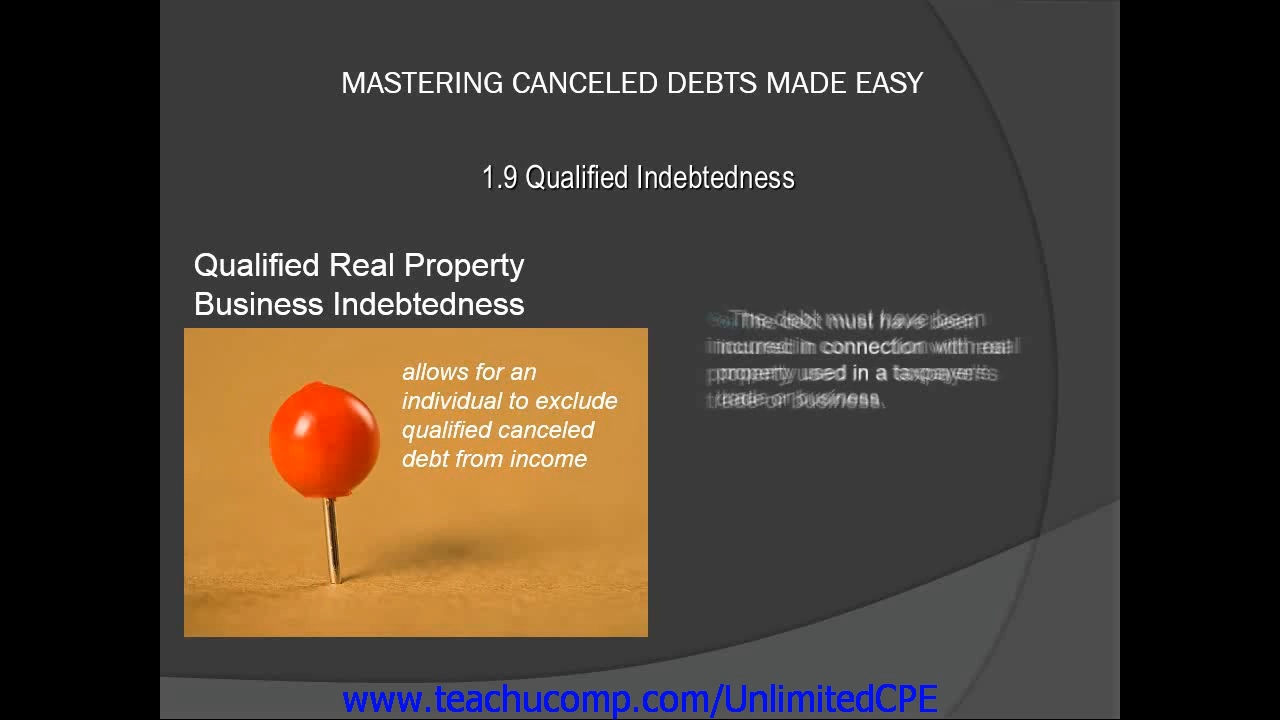 MASTERING CANCELED DEBTS MADE EASY
1.9 Qualified Indebtedness
Qualified Real Property
Business Indebtedness
allows for an
individual to exclude
qualified canceled
debt from income
The debt must have been
incurred in connection with real
property used in a taxpayer's
trade or business.
www.teachucomp.com/UnlimitedCPE